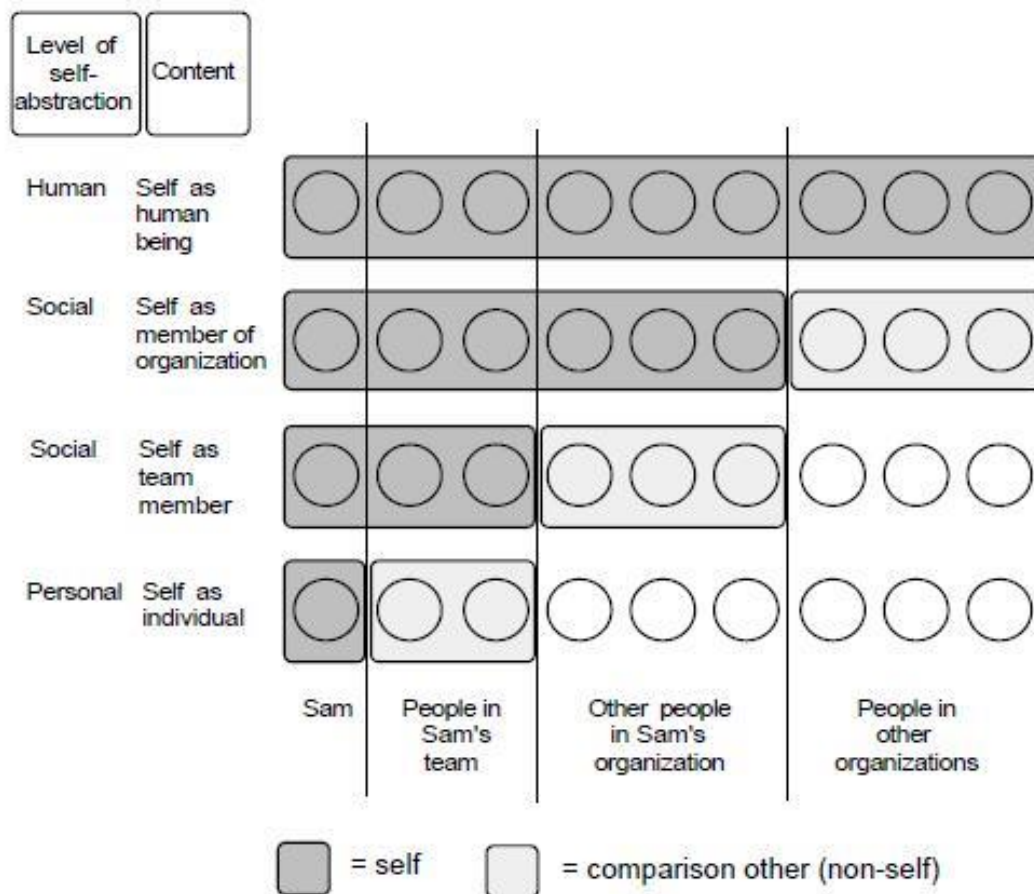 Level of
self-
abstraction
Content
Human
Self as
human
being
Social
Self as
member of
organization
Social
Self as
team
member
Personal
Self as
individual
Sam
People in
Sam's
team
Other people
in Sam's
organization
People in
other
organizations
= self
= comparison other (non-self)